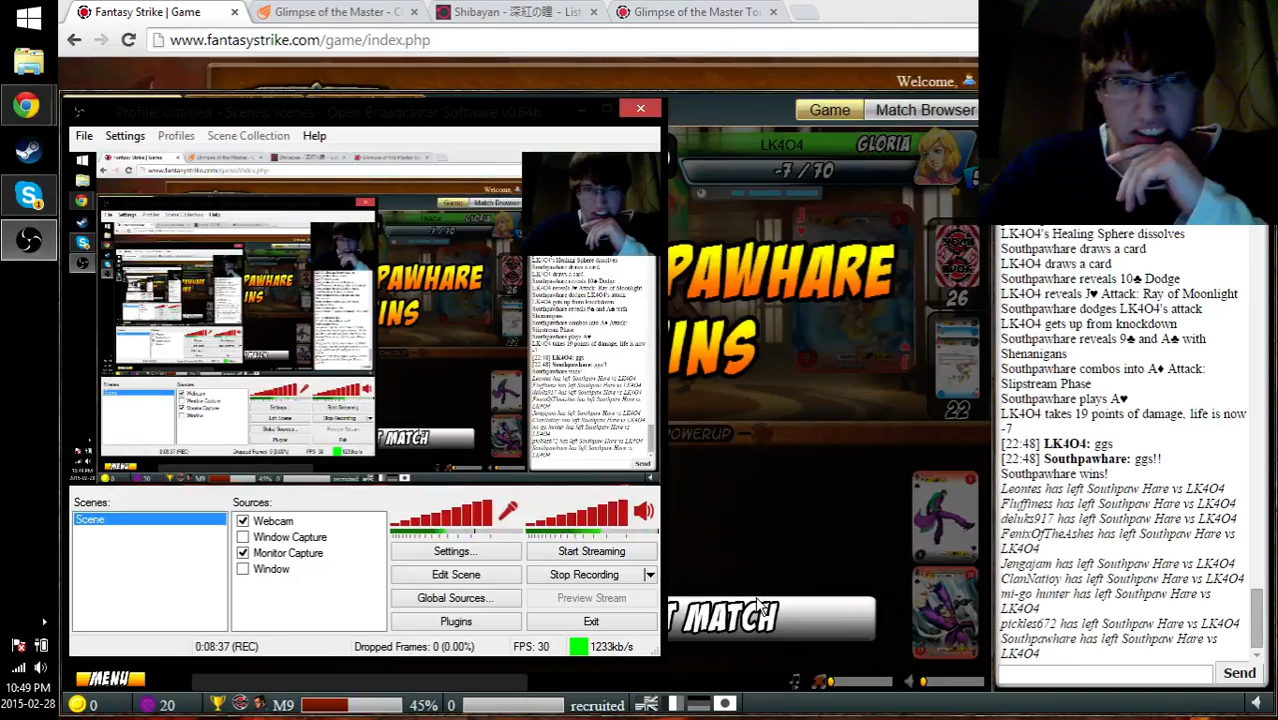 Fantasy Strike | Game
Glimpse of the Master - C
Shibayan - 深紅の瞳 - List
Glimpse of the Master Tou
www.fantasystrike.com/game/index.php
Welcome,
Profile: Untitled - Scenes: Scenes - Open Broadcaster Software v0.64b
Game
Match Browser
File
Settings
Profiles
Scene Collection
Help
LK4O4
GLORIA
-7 / 70
PAWHARE
INS
26
22
POWERUP
T MATCH
LK4O4's Healing Sphere dissolves
Southpawhare draws a card
LK4O4 draws a card
Southpawhare reveals 10♣ Dodge
LK4O4 reveals J♥ Attack: Ray of Moonlight
Southpawhare dodges LK4O4's attack
LK4O4 gets up from knockdown
Southpawhare reveals 9♣ and A♣ with
Shenanigans
Southpawhare combos into A♦ Attack:
Slipstream Phase
Southpawhare plays A♥
LK4O4 takes 19 points of damage, life is now
-7
[22:48] LK4O4: ggs
[22:48] Southpawhare: ggs!!
Southpawhare wins!
Leontes has left Southpaw Hare vs LK4O4
Fluffiness has left Southpaw Hare vs LK4O4
deluks917 has left Southpaw Hare vs LK4O4
FenixOfTheAshes has left Southpaw Hare vs
LK4O4
Jengajam has left Southpaw Hare vs LK4O4
ClanNatioy has left Southpaw Hare vs LK4O4
mi-go hunter has left Southpaw Hare vs
LK4O4
pickles672 has left Southpaw Hare vs LK4O4
Southpawhare has left Southpaw Hare vs
LK4O4
Send
Scenes:
Scene
Sources:
Webcam
Window Capture
Monitor Capture
Window
Settings...
Start Streaming
Edit Scene
Stop Recording
Global Sources...
Preview Stream
Plugins
Exit
0:08:37 (REC)
Dropped Frames: 0 (0.00%)
FPS: 30
1233kb/s
MENU
0
20
M9
45%
0
recruited
10:49 PM
2015-02-28